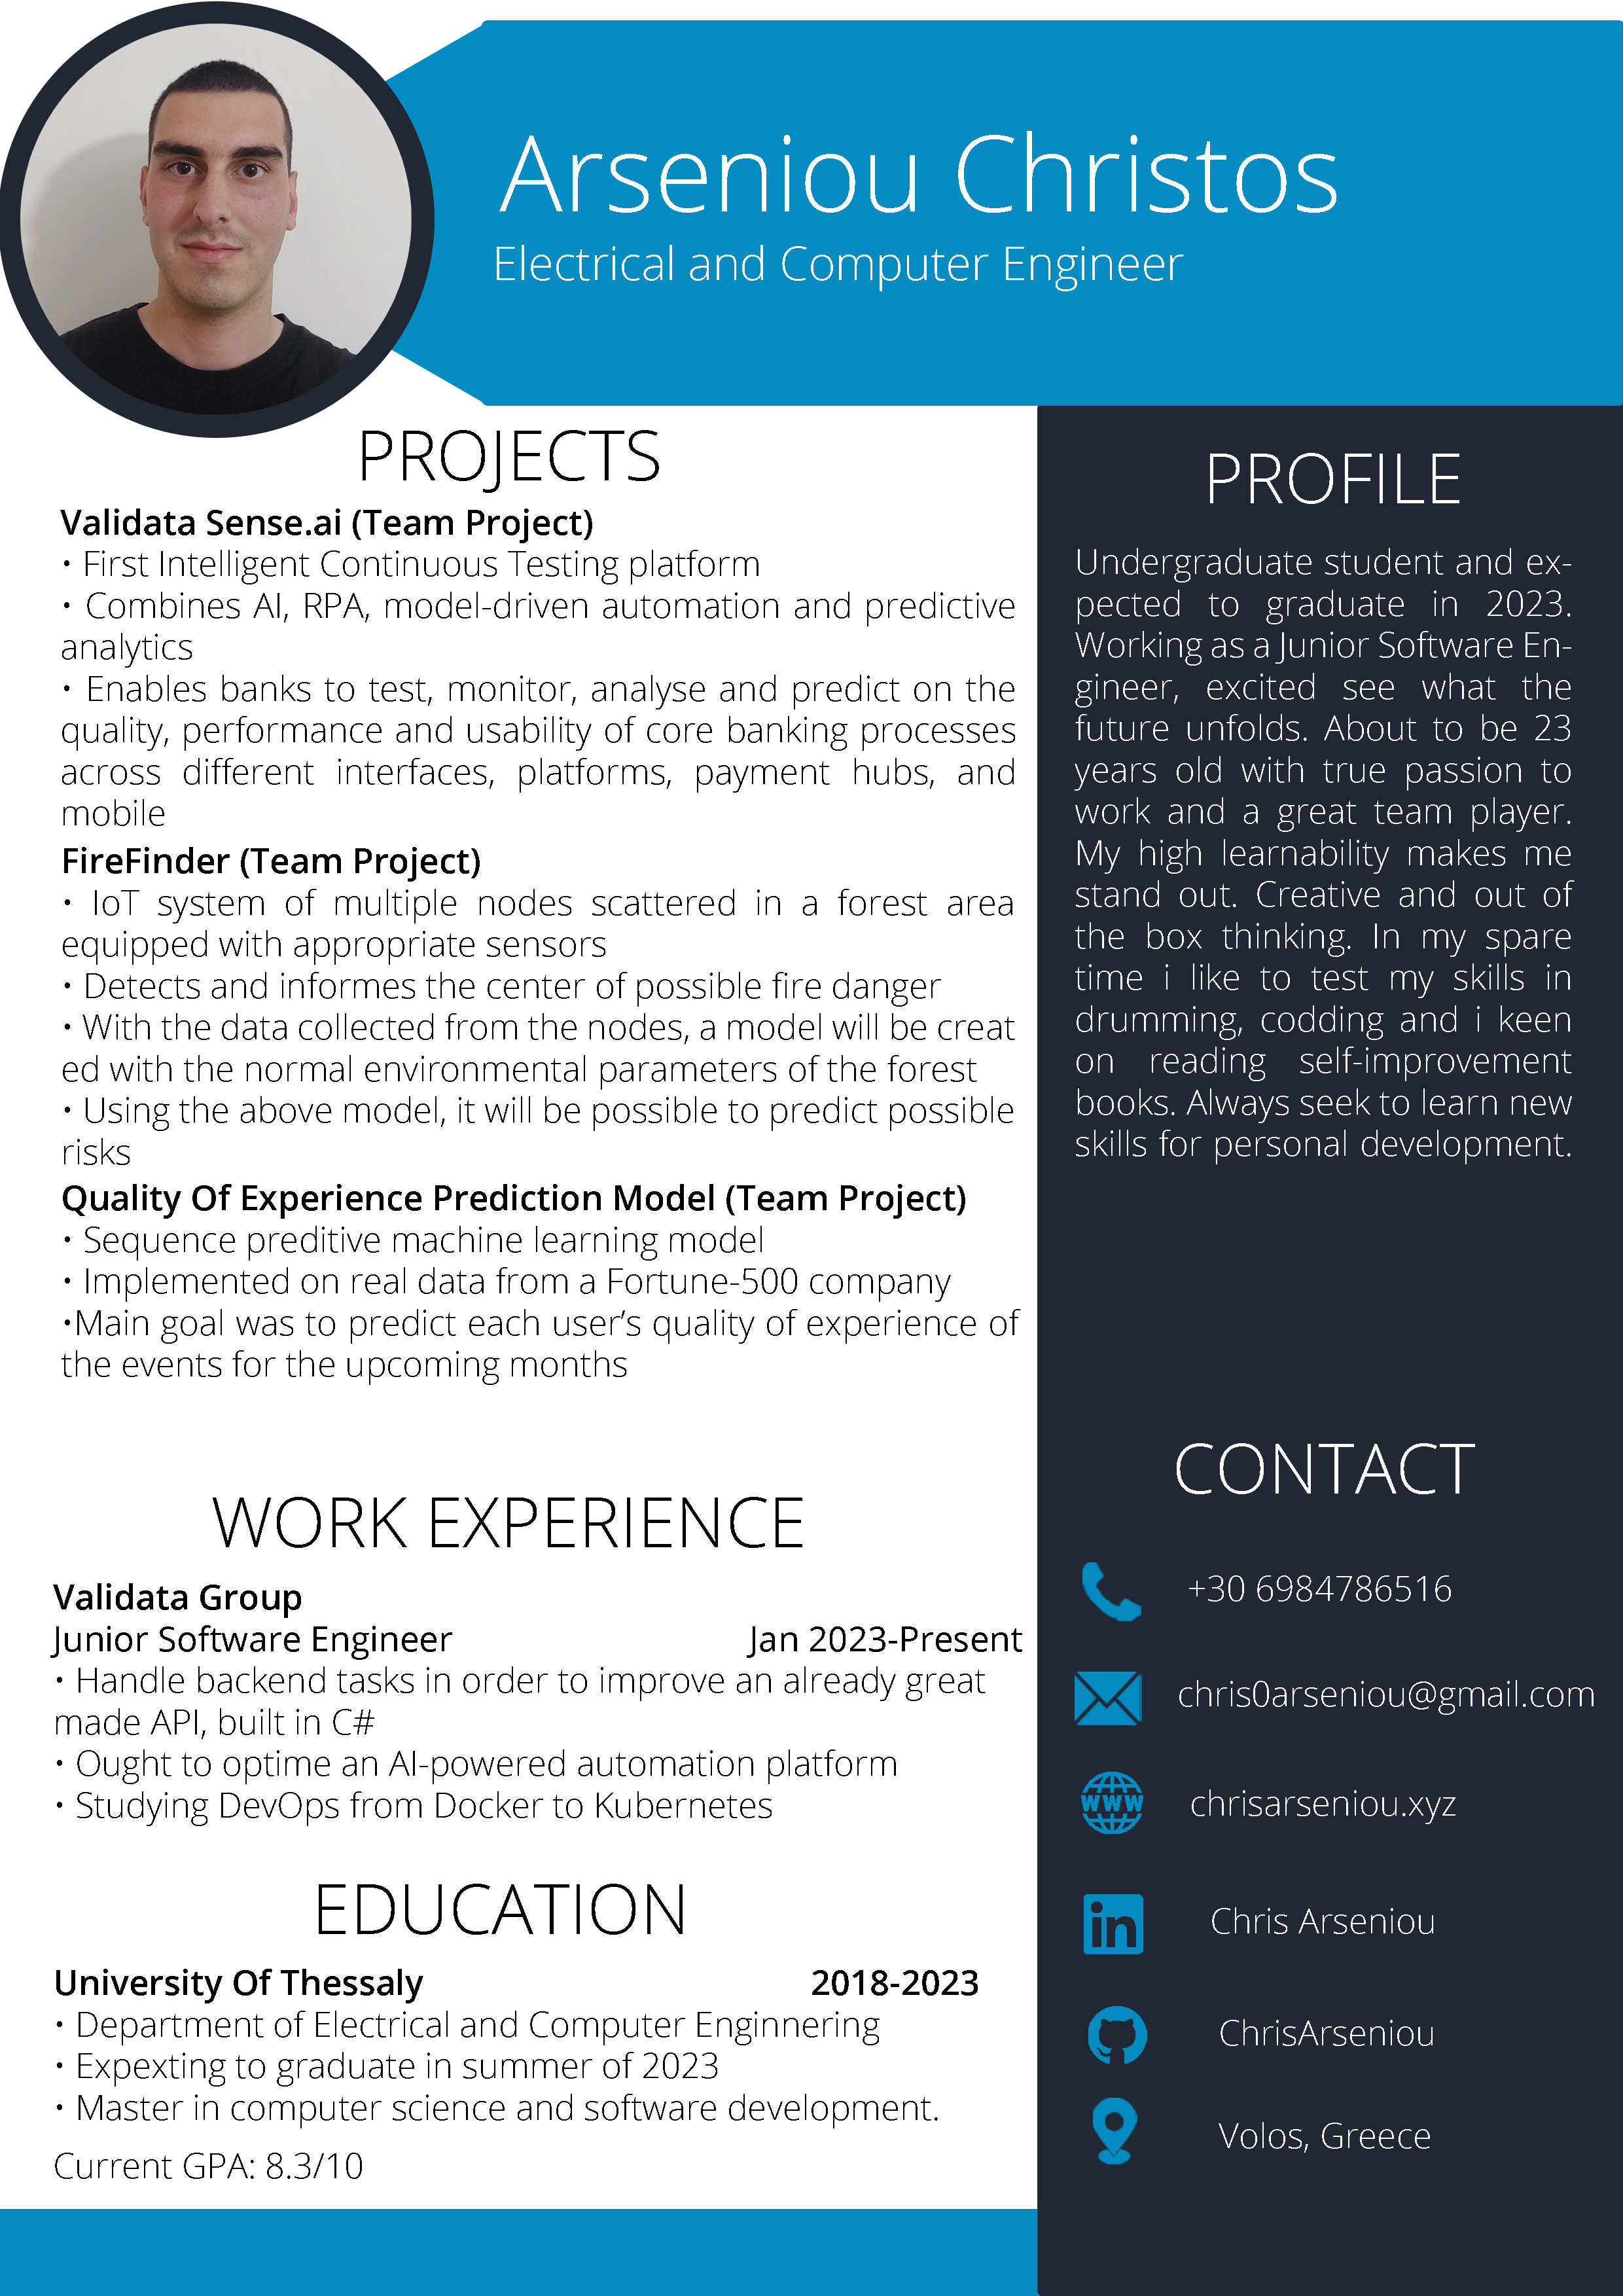 Arseniou Christos
Electrical and Computer Engineer
PROJECTS
Validata Sense.ai (Team Project)
• First Intelligent Continuous Testing platform
• Combines AI, RPA, model-driven automation and predictive
analytics
• Enables banks to test, monitor, analyse and predict on the
quality, performance and usability of core banking processes
across different interfaces, platforms, payment hubs, and
mobile
FireFinder (Team Project)
• IoT system of multiple nodes scattered in a forest area
equipped with appropriate sensors
• Detects and informes the center of possible fire danger
• With the data collected from the nodes, a model will be creat
ed with the normal environmental parameters of the forest
• Using the above model, it will be possible to predict possible
risks
Quality Of Experience Prediction Model (Team Project)
• Sequence preditive machine learning model
• Implemented on real data from a Fortune-500 company
•Main goal was to predict each user’s quality of experience of
the events for the upcoming months
WORK EXPERIENCE
Validata Group
Junior Software Engineer Jan 2023-Present
• Handle backend tasks in order to improve an already great
made API, built in C#
• Ought to optime an AI-powered automation platform
• Studying DevOps from Docker to Kubernetes
EDUCATION
University Of Thessaly 2018-2023
• Department of Electrical and Computer Enginnering
• Expexting to graduate in summer of 2023
• Master in computer science and software development.
Current GPA: 8.3/10
PROFILE
Undergraduate student and ex-
pected to graduate in 2023.
Working as a Junior Software En-
gineer, excited see what the
future unfolds. About to be 23
years old with true passion to
work and a great team player.
My high learnability makes me
stand out. Creative and out of
the box thinking. In my spare
time i like to test my skills in
drumming, codding and i keen
on reading self-improvement
books. Always seek to learn new
skills for personal development.
CONTACT
+30 6984786516
chris0arseniou@gmail.com
WWW
chrisarseniou.xyz
in
Chris Arseniou
ChrisArseniou
Volos, Greece